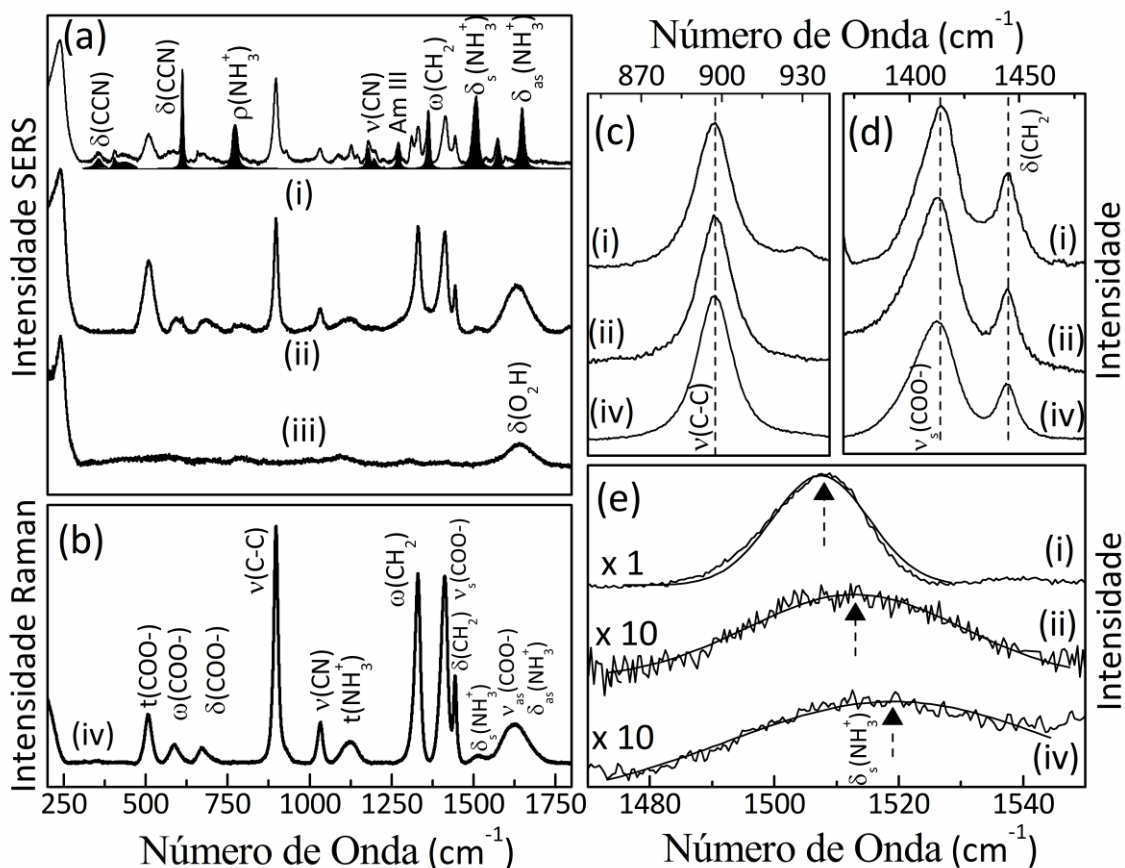 (a)
Intensidade SERS
δ(CCN)
δ(CCN)
ρ(NH₃⁺)
ν(CN)
Am III
ω(CH₂)
δₛ(NH₃⁺)
δₐₛ(NH₃⁺)
(i)
(ii)
(iii)
δ(O₂H)
(b)
Intensidade Raman
(iv)
t(COO-)
ω(COO-)
δ(COO-)
ν(C-C)
ν(CN)
t(NH₃⁺)
ω(CH₂)
νₛ(COO-)
δ(CH₂)
δₛ(NH₃⁺)
νₐₛ(COO-)
δₐₛ(NH₃⁺)
250 500 750 1000 1250 1500 1750
Número de Onda (cm⁻¹)
Número de Onda (cm⁻¹)
870 900 930
1400 1450
(c)
(i)
(ii)
(iv)
ν(C-C)
(d)
δ(CH₂)
(i)
(ii)
(iv)
νₛ(COO-)
Intensidade
(e)
x 1
(i)
x 10
(ii)
x 10
(iv)
δₛ(NH₃⁺)
Intensidade
1480 1500 1520 1540
Número de Onda (cm⁻¹)